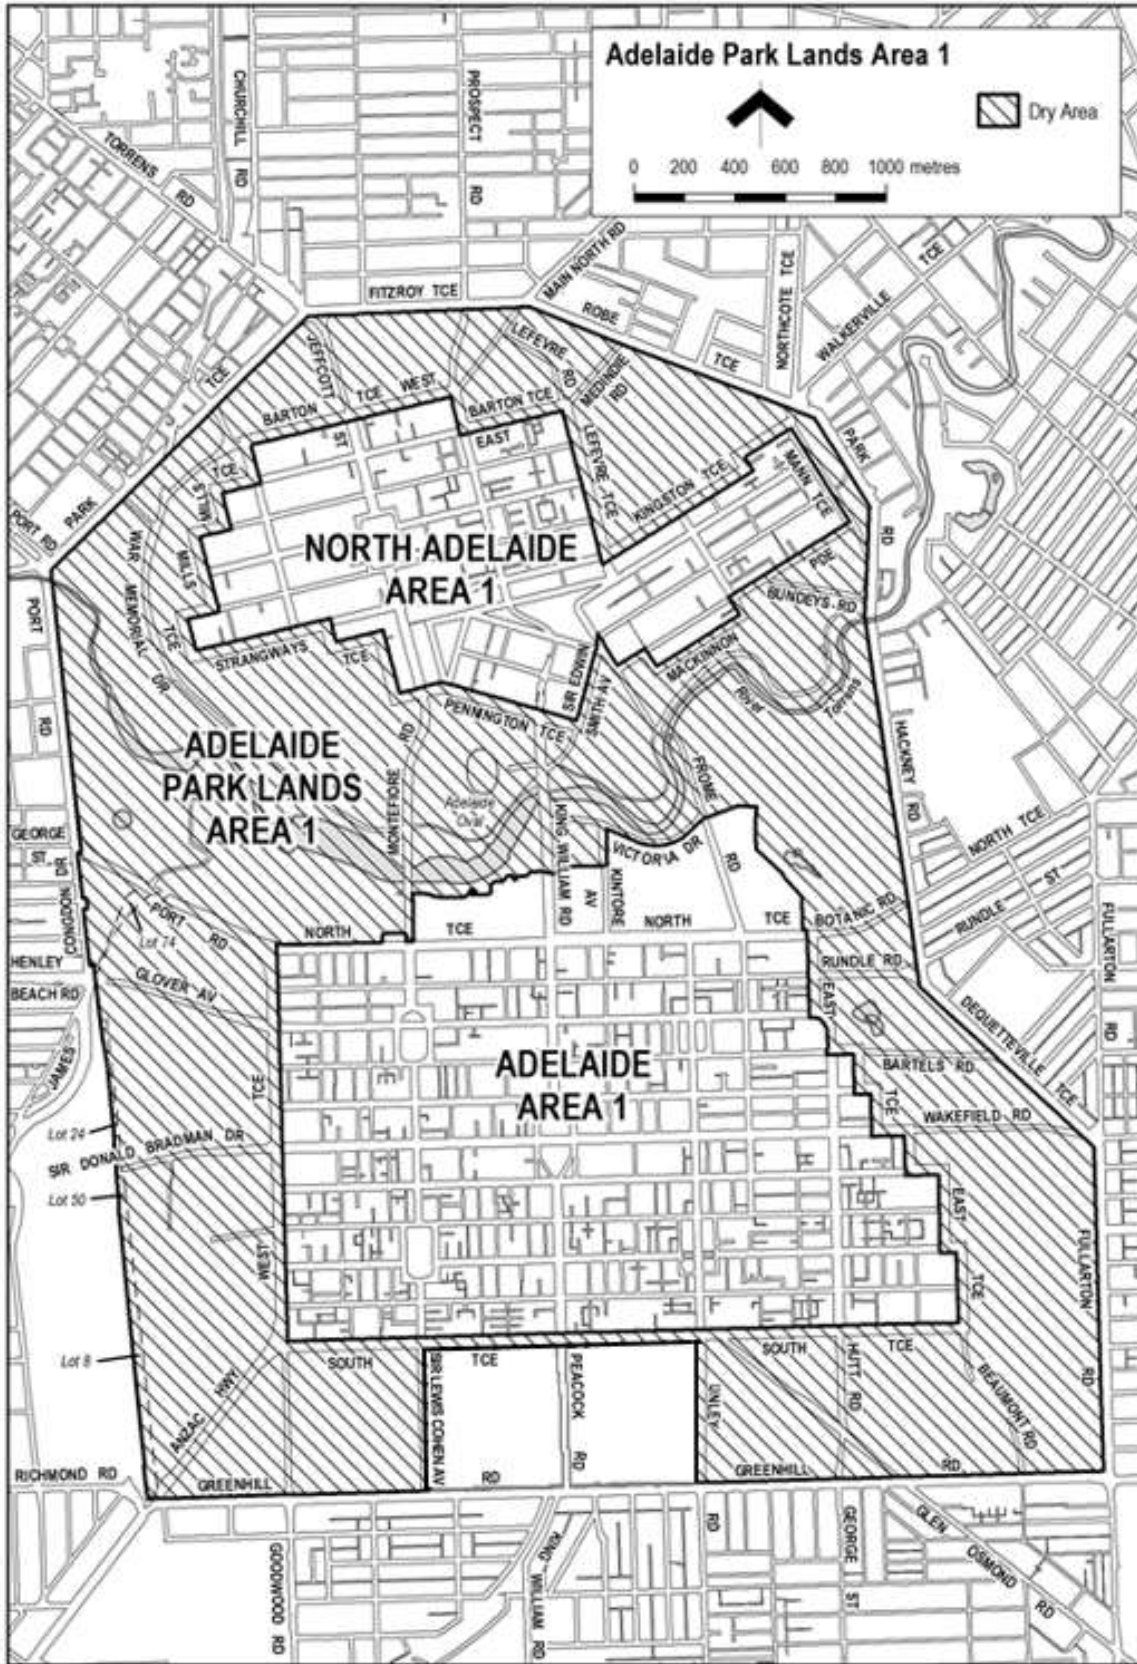 Adelaide Park Lands Area 1
Dry Area
0 200 400 600 800 1000 metres
CHURCHILL RD
PROSPECT RD
TORRENS RD
MAIN NORTH RD
FITZROY TCE
ROBE TCE
NORTHCOTE TCE
WALKERVILLE TCE
JEFFCOTT
LEFEVRE RD
MEDINDIE RD
PARK TCE
BARTON TCE WEST
BARTON TCE
EAST
ST
LEFEVRE TCE
KINGSTON TCE
MANN TCE
PARK RD
MILLS TCE
PORT RD
WAR MEMORIAL DR
MILLS TCE
NORTH ADELAIDE
AREA 1
PDE
BUNDEYS RD
PORT RD
STRANGWAYS TCE
SIR EDWIN
SMITH AV
MACKINNON
River Torrens
PENNINGTON TCE
HACKNEY RD
ADELAIDE
PARK LANDS
AREA 1
MONTEFIORE RD
Adelaide
Oval
FROME RD
GEORGE
ST
CONGDON
DR
KING WILLIAM RD
VICTORIA DR
KINTORE
AV
NORTH TCE
RUNDLE ST
FULLARTON RD
PORT RD
Lot 74
NORTH TCE
NORTH TCE
BOTANIC RD
HENLEY
BEACH RD
GLOVER AV
RUNDLE RD
EAST
DEQUETTEVILLE TCE
JAMES
TCE
ADELAIDE
AREA 1
BARTELS RD
TCE
WAKEFIELD RD
Lot 24
SIR DONALD BRADMAN DR
Lot 50
WEST
EAST
TCE
FULLARTON
RD
Lot 8
SOUTH TCE
SOUTH TCE
ANZAC HWY
SIR LEWIS COHEN AV
PEACOCK RD
UNLEY
HUTT RD
BEAUMONT RD
RICHMOND RD
GREENHILL RD
GREENHILL RD
GOODWOOD RD
KING WILLIAM RD
RD
GEORGE ST
GLEN OSMOND RD